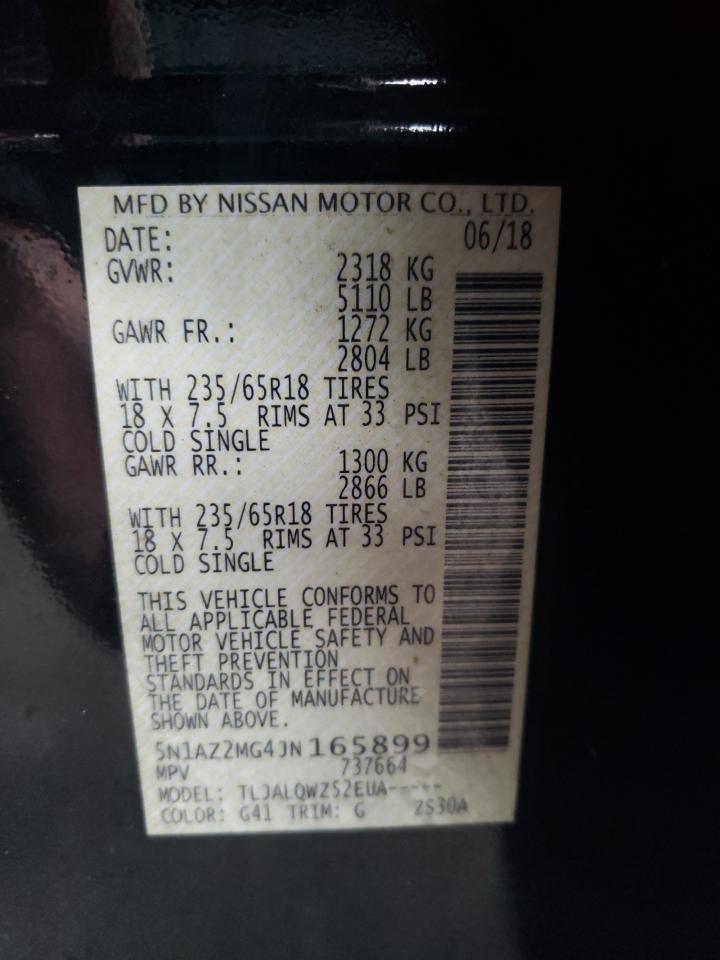 MFD BY NISSAN MOTOR CO., LTD.
DATE: 06/18
GVWR: 2318 KG
5110 LB
GAWR FR.: 1272 KG
2804 LB
WITH 235/65R18 TIRES
18 X 7.5 RIMS AT 33 PSI
COLD SINGLE
GAWR RR.: 1300 KG
2866 LB
WITH 235/65R18 TIRES
18 X 7.5 RIMS AT 33 PSI
COLD SINGLE
THIS VEHICLE CONFORMS TO
ALL APPLICABLE FEDERAL
MOTOR VEHICLE SAFETY AND
THEFT PREVENTION
STANDARDS IN EFFECT ON
THE DATE OF MANUFACTURE
SHOWN ABOVE.
5N1AZ2MG4JN165899
MPV 737664
MODEL: TLJALQWZ52EUA-----
COLOR: G41 TRIM: G ZS30A